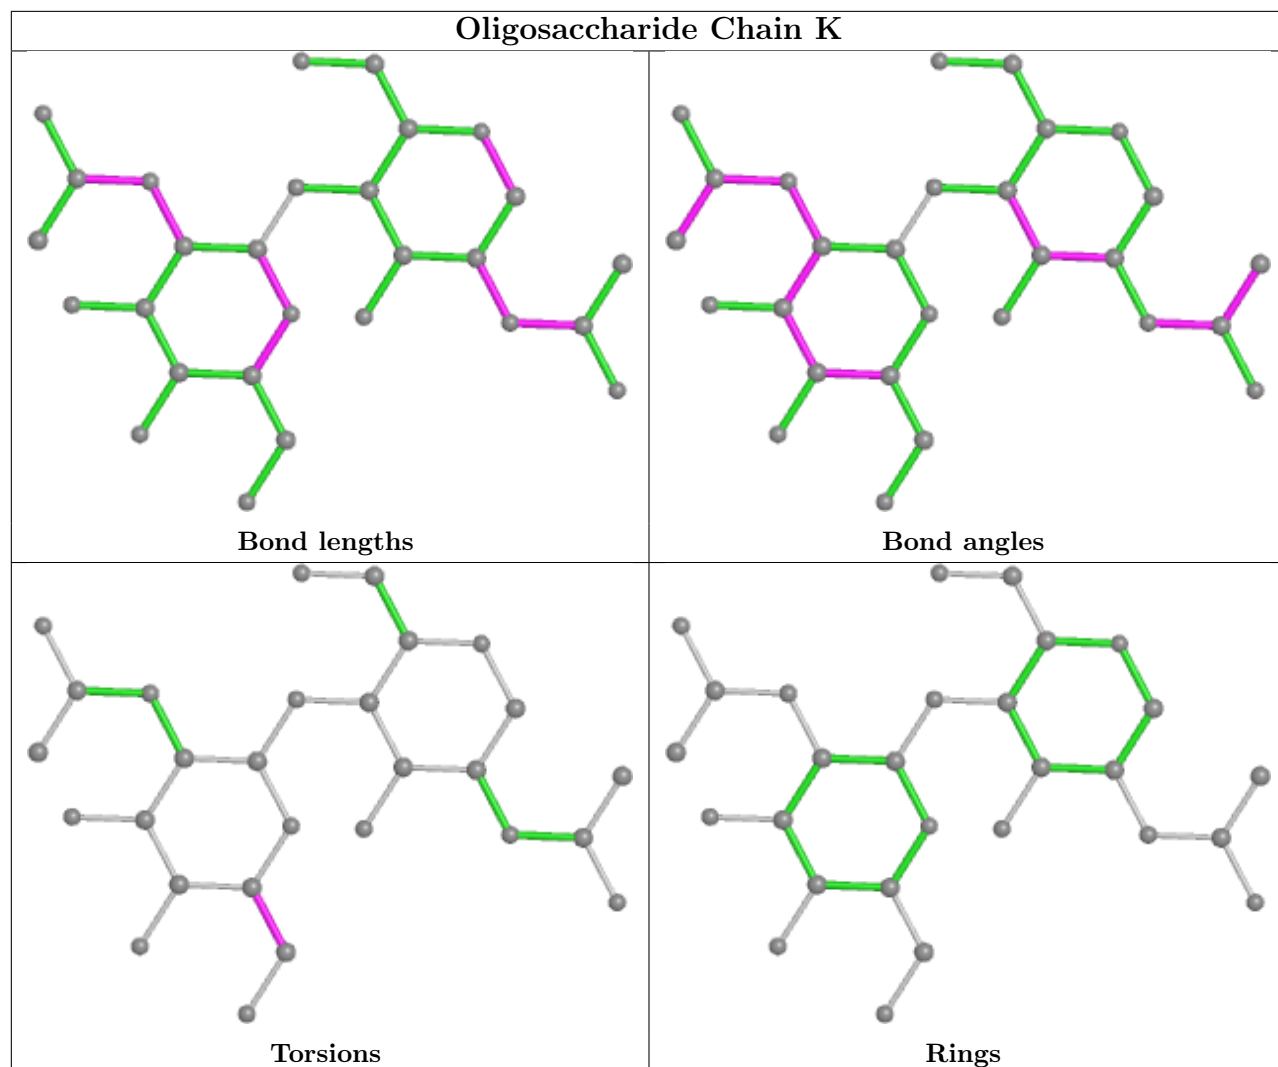 Oligosaccharide Chain K
Bond lengths
Bond angles
Torsions
Rings